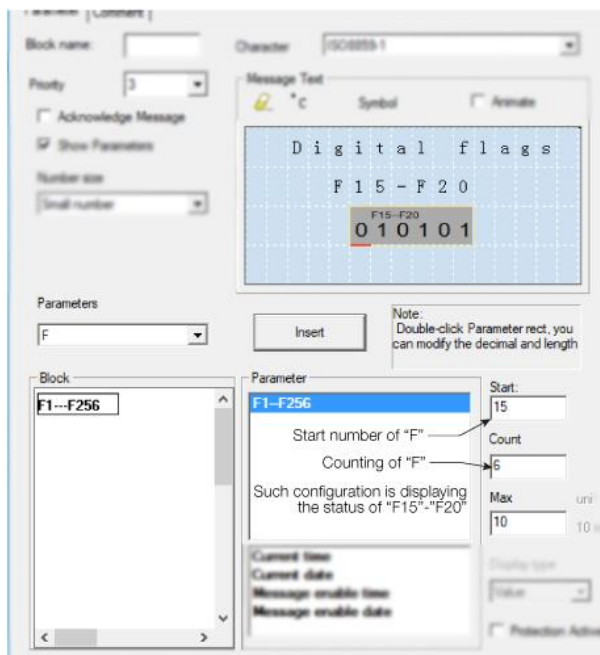 Parameter Comment
Block name:
Character ISO8859-1
Priority 3
Message Text
°C Symbol Animate
Acknowledge Message
Show Parameters
Number size
Small number
Digital flags
F15-F20
F15--F20
010101
Parameters
F
Insert
Note:
Double-click Parameter rect, you
can modify the decimal and length
Block
F1---F256
Parameter
F1--F256
Start number of "F"
Counting of "F"
Such configuration is displaying
the status of "F15"-"F20"
Start:
15
Count
6
Max
10
uni
10
Current time
Current date
Message enable time
Message enable date
Display type
Value
Protection Active